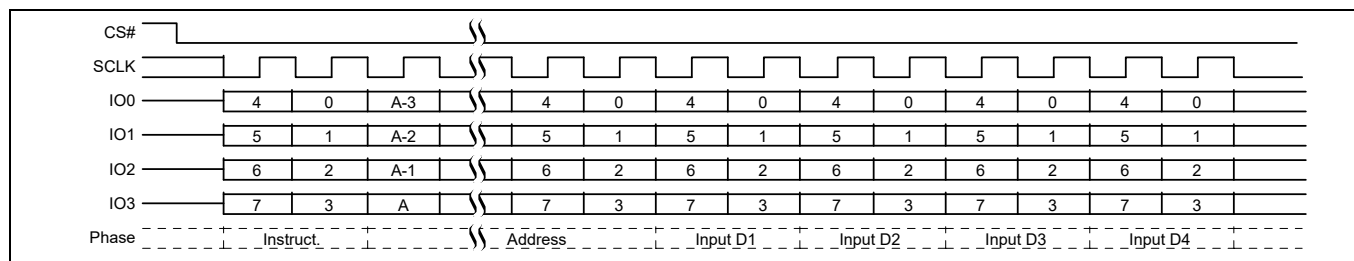 CS#
SCLK
IO0 4 0 A-3 4 0 4 0 4 0 4 0 4 0
IO1 5 1 A-2 5 1 5 1 5 1 5 1 5 1
IO2 6 2 A-1 6 2 6 2 6 2 6 2 6 2
IO3 7 3 A 7 3 7 3 7 3 7 3 7 3
Phase Instruct. Address Input D1 Input D2 Input D3 Input D4